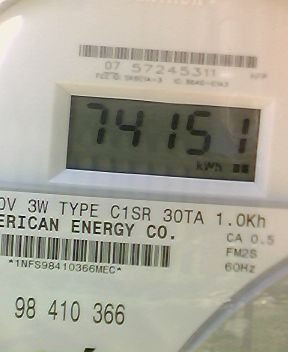 07 57245311
74151
kWh
0V 3W TYPE C1SR 30TA 1.0Kh
ERICAN ENERGY CO.
CA 0.5
FM2S
60Hz
*1NFS98410366MEC*
98 410 366